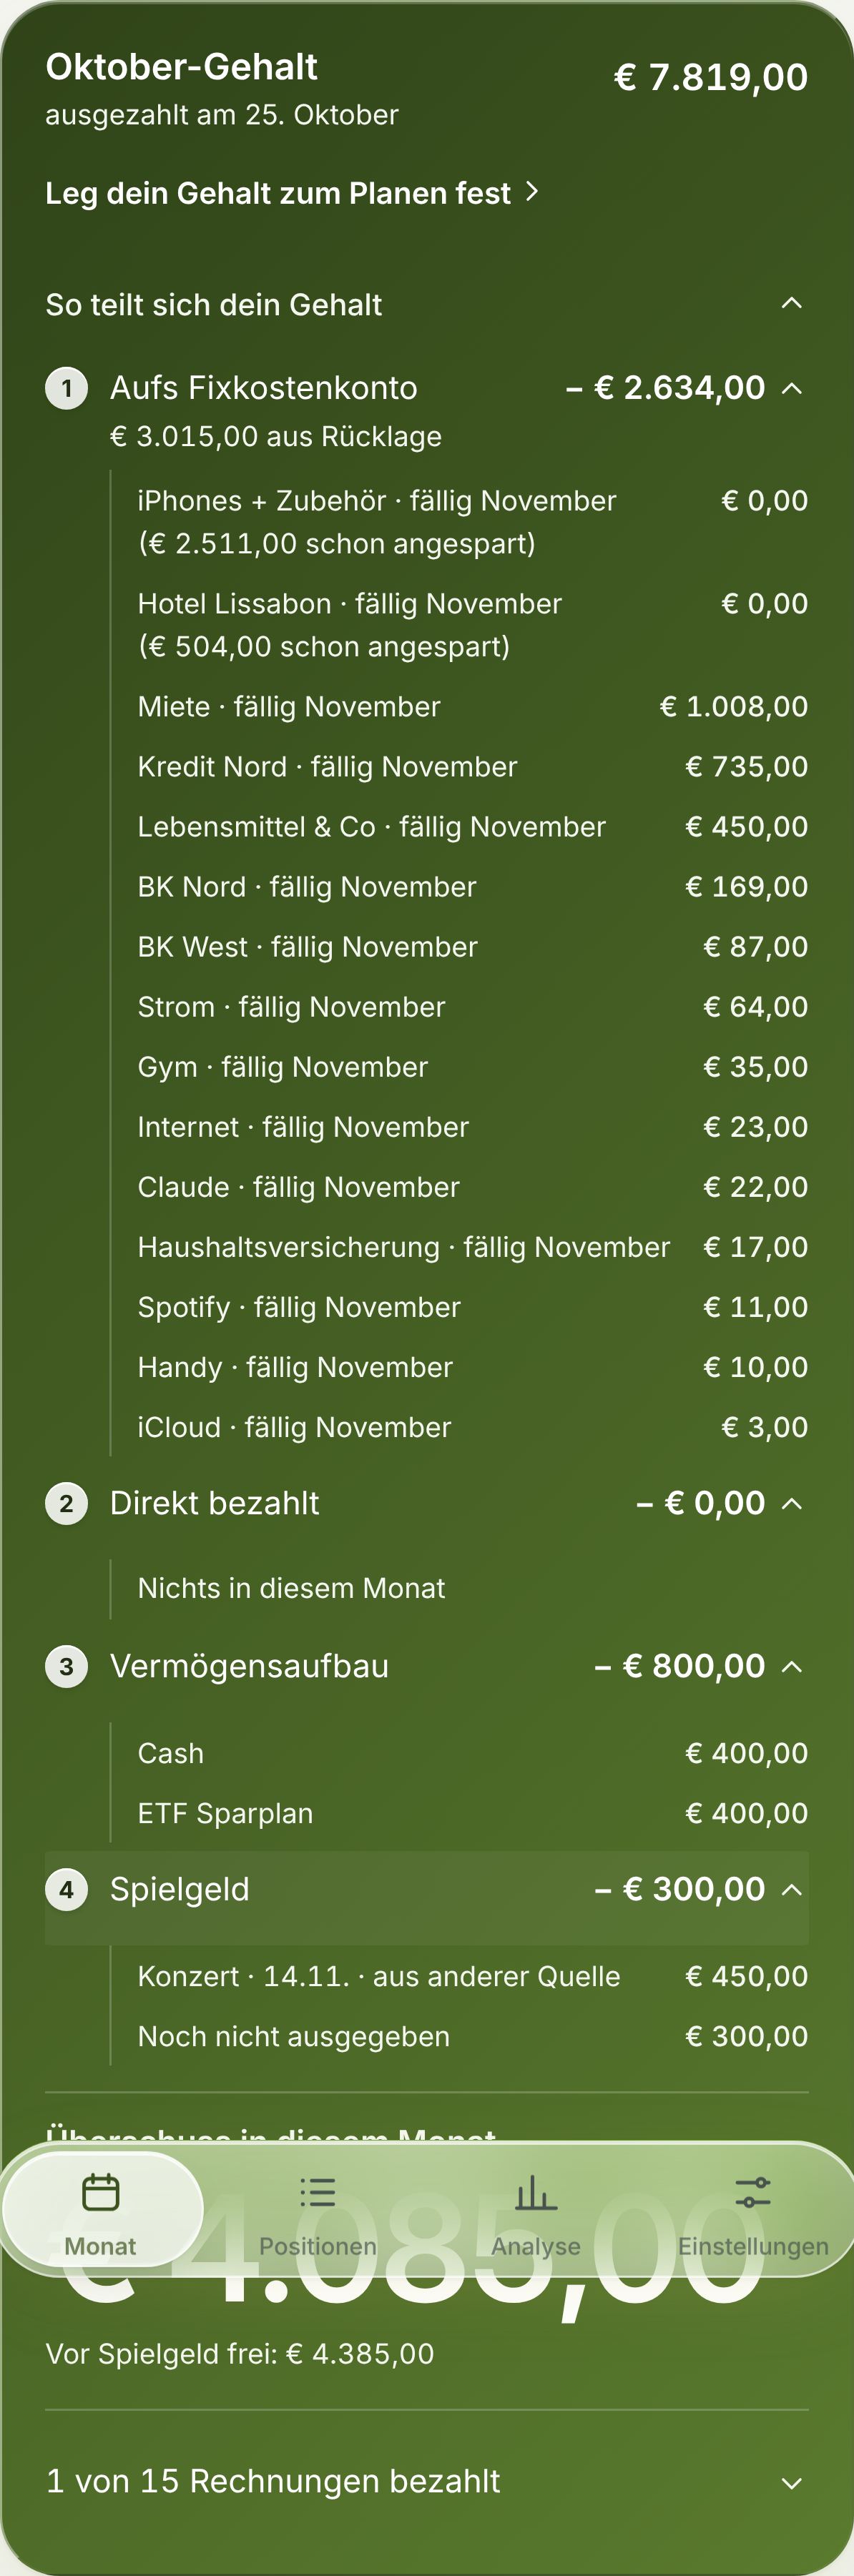 Oktober-Gehalt
€ 7.819,00
ausgezahlt am 25. Oktober
Leg dein Gehalt zum Planen fest
So teilt sich dein Gehalt
1 Aufs Fixkostenkonto – € 2.634,00
€ 3.015,00 aus Rücklage
iPhones + Zubehör · fällig November € 0,00
(€ 2.511,00 schon angespart)
Hotel Lissabon · fällig November € 0,00
(€ 504,00 schon angespart)
Miete · fällig November € 1.008,00
Kredit Nord · fällig November € 735,00
Lebensmittel & Co · fällig November € 450,00
BK Nord · fällig November € 169,00
BK West · fällig November € 87,00
Strom · fällig November € 64,00
Gym · fällig November € 35,00
Internet · fällig November € 23,00
Claude · fällig November € 22,00
Haushaltsversicherung · fällig November € 17,00
Spotify · fällig November € 11,00
Handy · fällig November € 10,00
iCloud · fällig November € 3,00
2 Direkt bezahlt – € 0,00
Nichts in diesem Monat
3 Vermögensaufbau – € 800,00
Cash € 400,00
ETF Sparplan € 400,00
4 Spielgeld – € 300,00
Konzert · 14.11. · aus anderer Quelle € 450,00
Noch nicht ausgegeben € 300,00
Überschuss in diesem Monat
€ 4.085,00
Monat Positionen Analyse Einstellungen
Vor Spielgeld frei: € 4.385,00
1 von 15 Rechnungen bezahlt